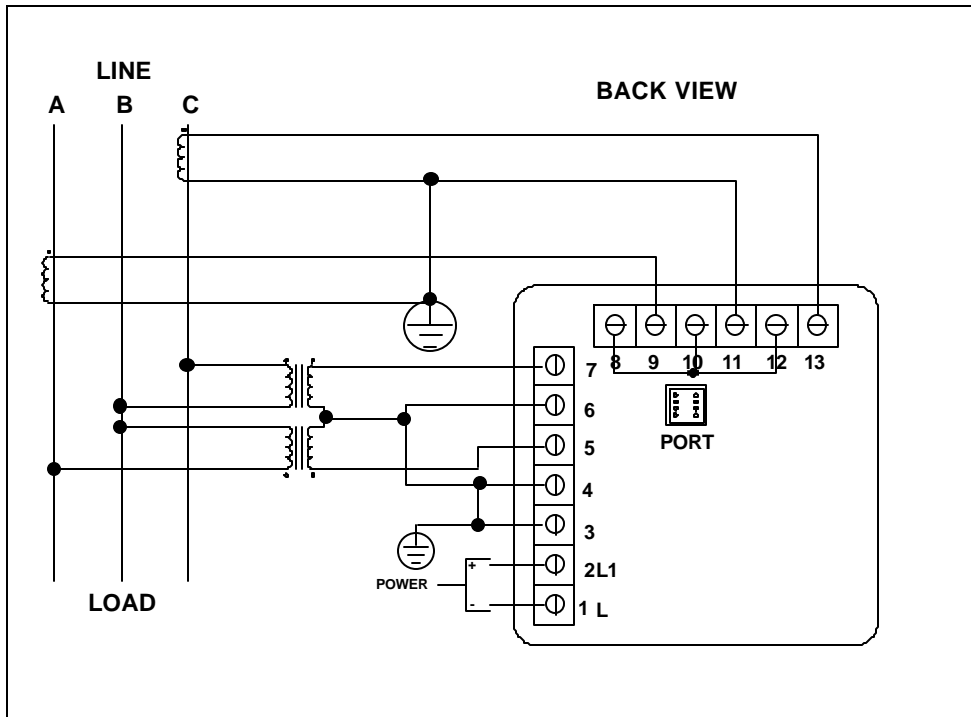 LINE
BACK VIEW
A B C
8 9 10 11 12 13
7
6
PORT
5
4
3
+
2L1
POWER
-
1 L
LOAD